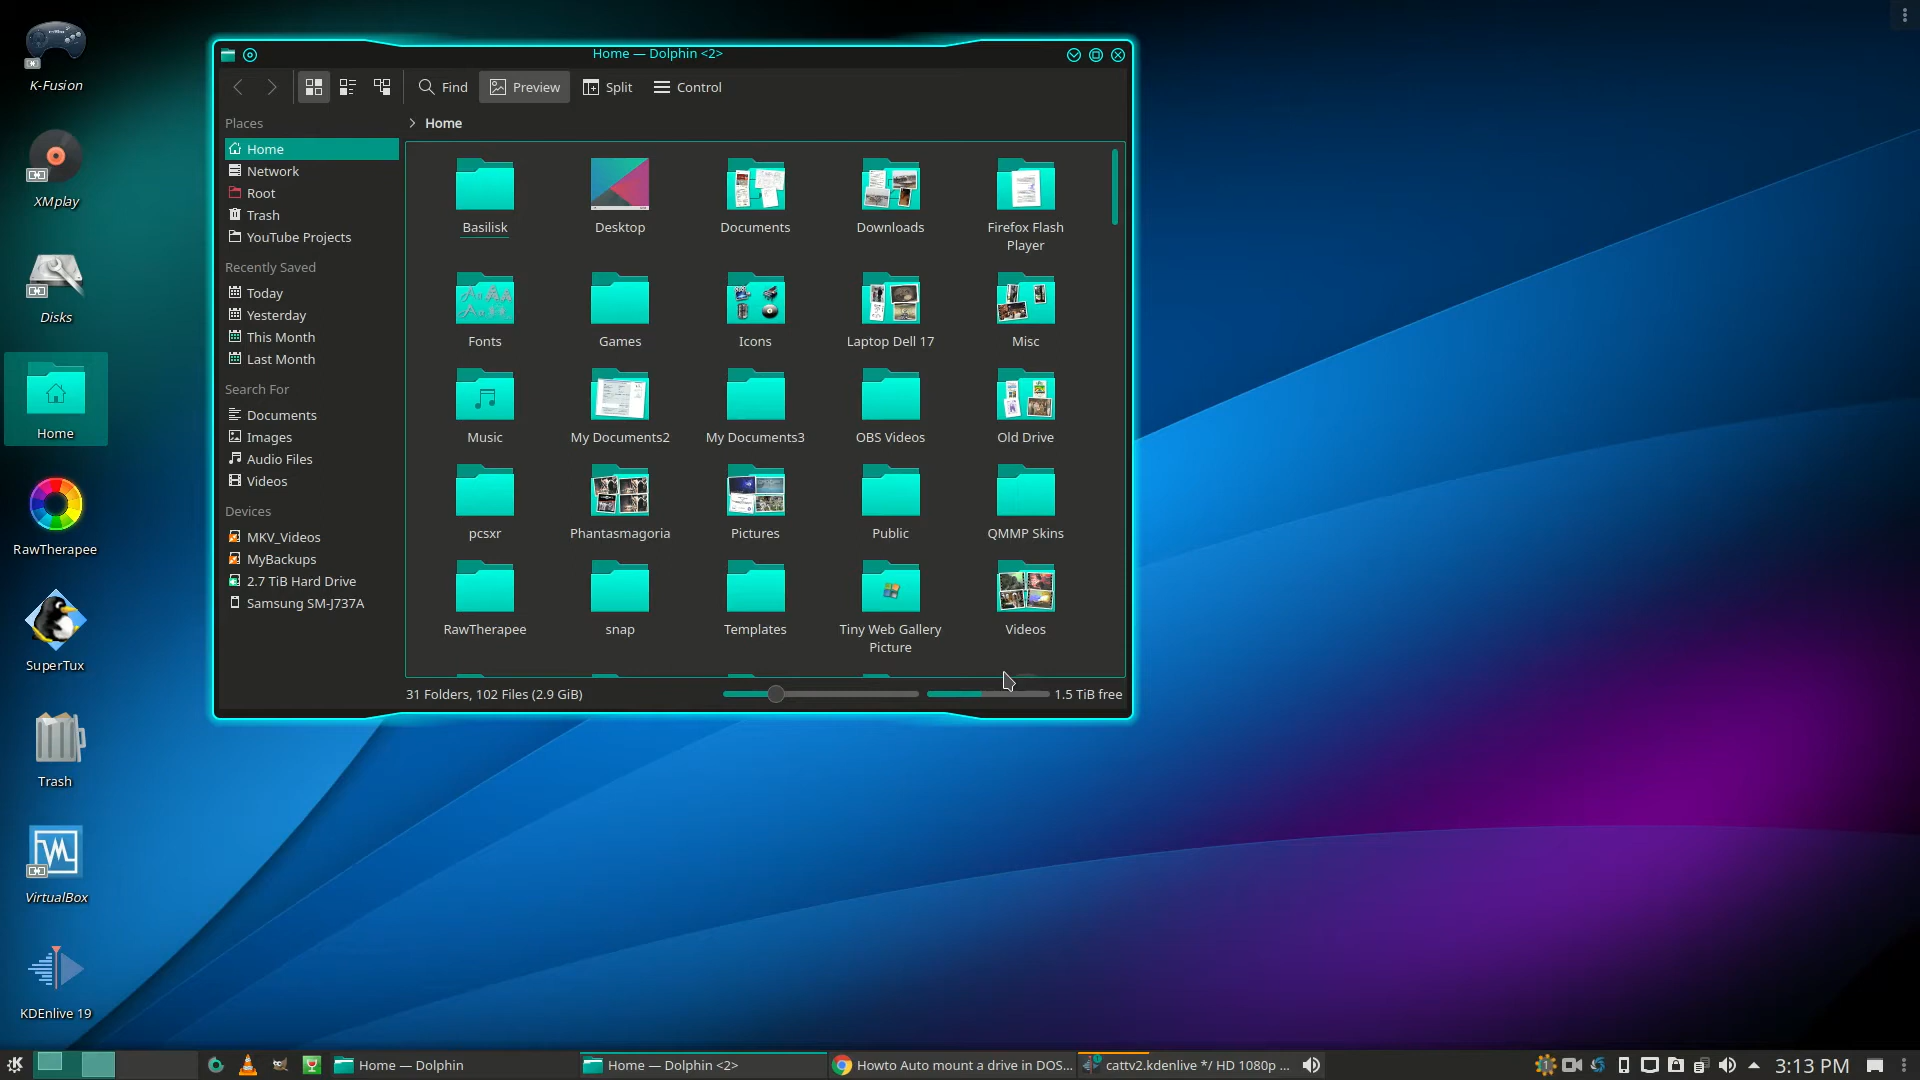 K-Fusion
XMplay
Disks
Home
RawTherapee
SuperTux
Trash
VirtualBox
KDEnlive 19
Home — Dolphin <2>
Find
Preview
Split
Control
Places
Home
Network
Root
Trash
YouTube Projects
Recently Saved
Today
Yesterday
This Month
Last Month
Search For
Documents
Images
Audio Files
Videos
Devices
MKV_Videos
MyBackups
2.7 TiB Hard Drive
Samsung SM-J737A
Home
Basilisk
Desktop
Documents
Downloads
Firefox Flash
Player
Fonts
Games
Icons
Laptop Dell 17
Misc
Music
My Documents2
My Documents3
OBS Videos
Old Drive
pcsxr
Phantasmagoria
Pictures
Public
QMMP Skins
RawTherapee
snap
Templates
Tiny Web Gallery
Picture
Videos
31 Folders, 102 Files (2.9 GiB)
1.5 TiB free
Home — Dolphin
Home — Dolphin <2>
Howto Auto mount a drive in DOS...
cattv2.kdenlive */ HD 1080p ...
3:13 PM